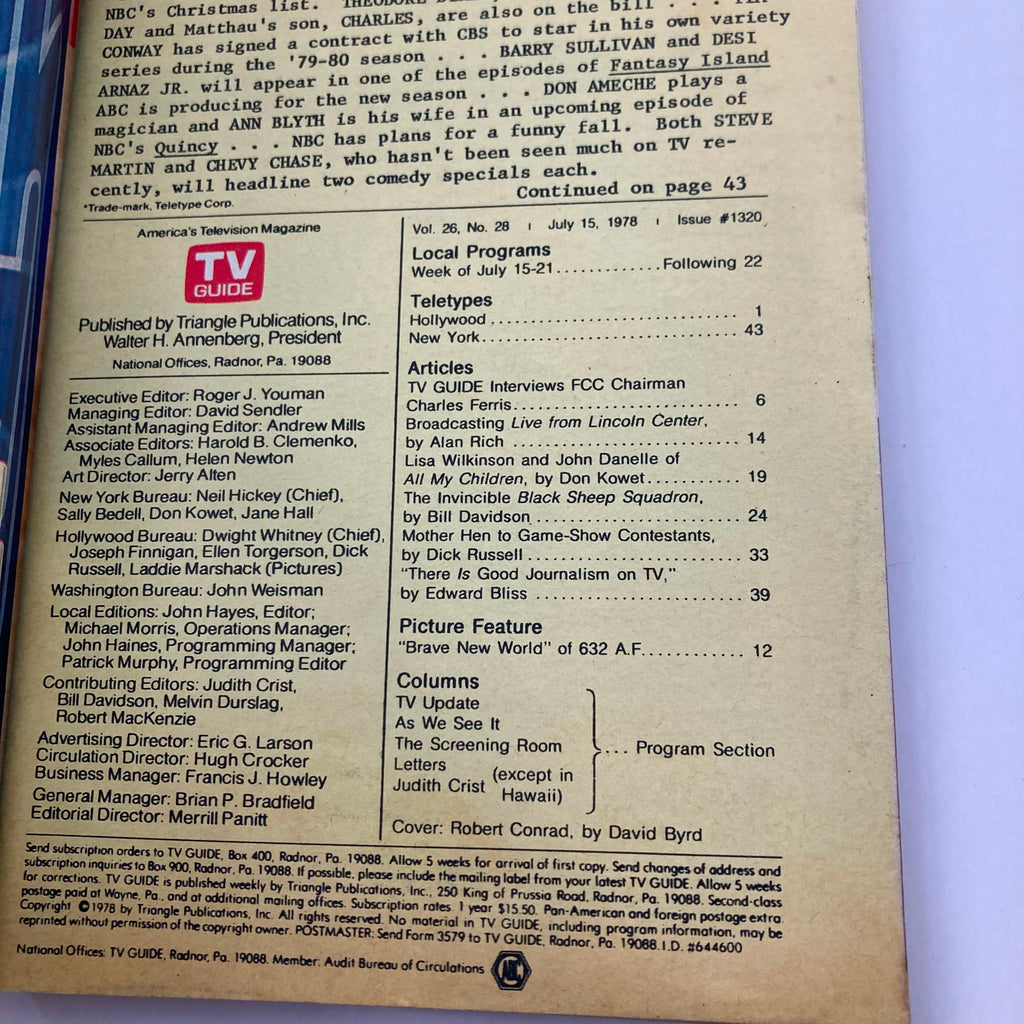 NBC's Christmas list.
DAY and Matthau's son, CHARLES, are also on the bill . . .
CONWAY has signed a contract with CBS to star in his own variety
series during the '79-80 season . . . BARRY SULLIVAN and DESI
ARNAZ JR. will appear in one of the episodes of Fantasy Island
ABC is producing for the new season . . . DON AMECHE plays a
magician and ANN BLYTH is his wife in an upcoming episode of
NBC's Quincy . . . NBC has plans for a funny fall. Both STEVE
MARTIN and CHEVY CHASE, who hasn't been seen much on TV re-
cently, will headline two comedy specials each.
Continued on page 43
*Trade-mark, Teletype Corp.
America's Television Magazine
TV
GUIDE
Published by Triangle Publications, Inc.
Walter H. Annenberg, President
National Offices, Radnor, Pa. 19088
Executive Editor: Roger J. Youman
Managing Editor: David Sendler
Assistant Managing Editor: Andrew Mills
Associate Editors: Harold B. Clemenko,
Myles Callum, Helen Newton
Art Director: Jerry Alten
New York Bureau: Neil Hickey (Chief),
Sally Bedell, Don Kowet, Jane Hall
Hollywood Bureau: Dwight Whitney (Chief),
Joseph Finnigan, Ellen Torgerson, Dick
Russell, Laddie Marshack (Pictures)
Washington Bureau: John Weisman
Local Editions: John Hayes, Editor;
Michael Morris, Operations Manager;
John Haines, Programming Manager;
Patrick Murphy, Programming Editor
Contributing Editors: Judith Crist,
Bill Davidson, Melvin Durslag,
Robert MacKenzie
Advertising Director: Eric G. Larson
Circulation Director: Hugh Crocker
Business Manager: Francis J. Howley
General Manager: Brian P. Bradfield
Editorial Director: Merrill Panitt
Vol. 26, No. 28 | July 15, 1978 | Issue #1320
Local Programs
Week of July 15-21............Following 22
Teletypes
Hollywood .................................. 1
New York.................................. 43
Articles
TV GUIDE Interviews FCC Chairman
Charles Ferris............................ 6
Broadcasting Live from Lincoln Center,
by Alan Rich ............................. 14
Lisa Wilkinson and John Danelle of
All My Children, by Don Kowet........... 19
The Invincible Black Sheep Squadron,
by Bill Davidson ......................... 24
Mother Hen to Game-Show Contestants,
by Dick Russell .......................... 33
“There Is Good Journalism on TV,”
by Edward Bliss .......................... 39
Picture Feature
“Brave New World” of 632 A.F............ 12
Columns
TV Update
As We See It
The Screening Room
Letters
Judith Crist (except in Hawaii)
... Program Section
Cover: Robert Conrad, by David Byrd
Send subscription orders to TV GUIDE, Box 400, Radnor, Pa. 19088. Allow 5 weeks for arrival of first copy. Send changes of address and
subscription inquiries to Box 900, Radnor, Pa. 19088. If possible, please include the mailing label from your latest TV GUIDE. Allow 5 weeks
for corrections. TV GUIDE is published weekly by Triangle Publications, Inc., 250 King of Prussia Road, Radnor, Pa. 19088. Second-class
postage paid at Wayne, Pa., and at additional mailing offices. Subscription rates: 1 year $15.50. Pan-American and foreign postage extra.
Copyright ©1978 by Triangle Publications, Inc. All rights reserved. No material in TV GUIDE, including program information, may be
reprinted without permission of the copyright owner. POSTMASTER: Send Form 3579 to TV GUIDE, Radnor, Pa. 19088. I.D. #644600
National Offices: TV GUIDE, Radnor, Pa. 19088. Member: Audit Bureau of Circulations ABC